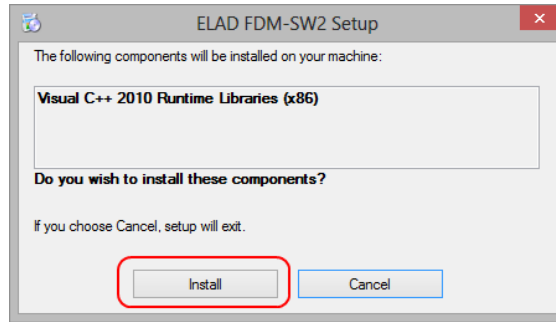 ELAD FDM-SW2 Setup
The following components will be installed on your machine:
Visual C++ 2010 Runtime Libraries (x86)
Do you wish to install these components?
If you choose Cancel, setup will exit.
Install
Cancel